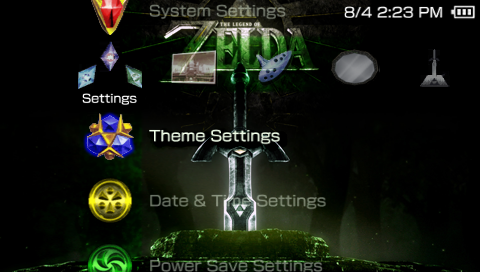 System Settings
8/4 2:23 PM
THE LEGEND OF
ZELDA
Settings
Theme Settings
Date & Time Settings
Power Save Settings